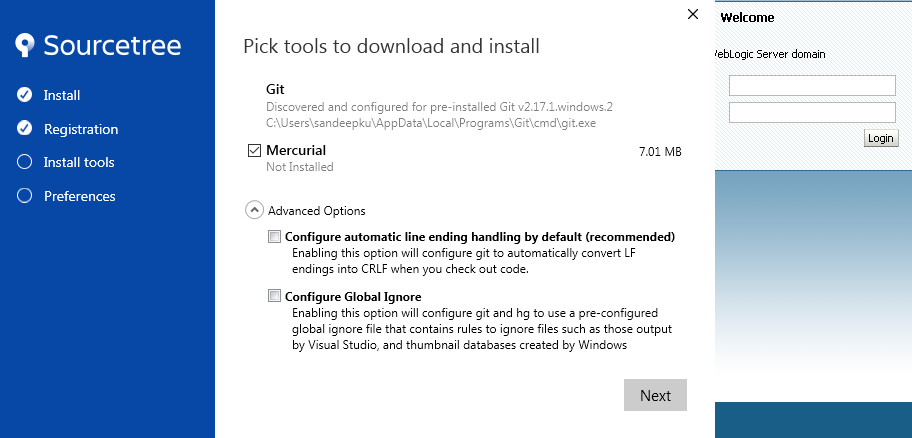 Sourcetree
Install
Registration
Install tools
Preferences
Pick tools to download and install
Git
Discovered and configured for pre-installed Git v2.17.1.windows.2
C:\Users\sandeepku\AppData\Local\Programs\Git\cmd\git.exe
Mercurial 7.01 MB
Not Installed
Advanced Options
Configure automatic line ending handling by default (recommended)
Enabling this option will configure git to automatically convert LF
endings into CRLF when you check out code.
Configure Global Ignore
Enabling this option will configure git and hg to use a pre-configured
global ignore file that contains rules to ignore files such as those output
by Visual Studio, and thumbnail databases created by Windows
Next
Welcome
WebLogic Server domain
Login